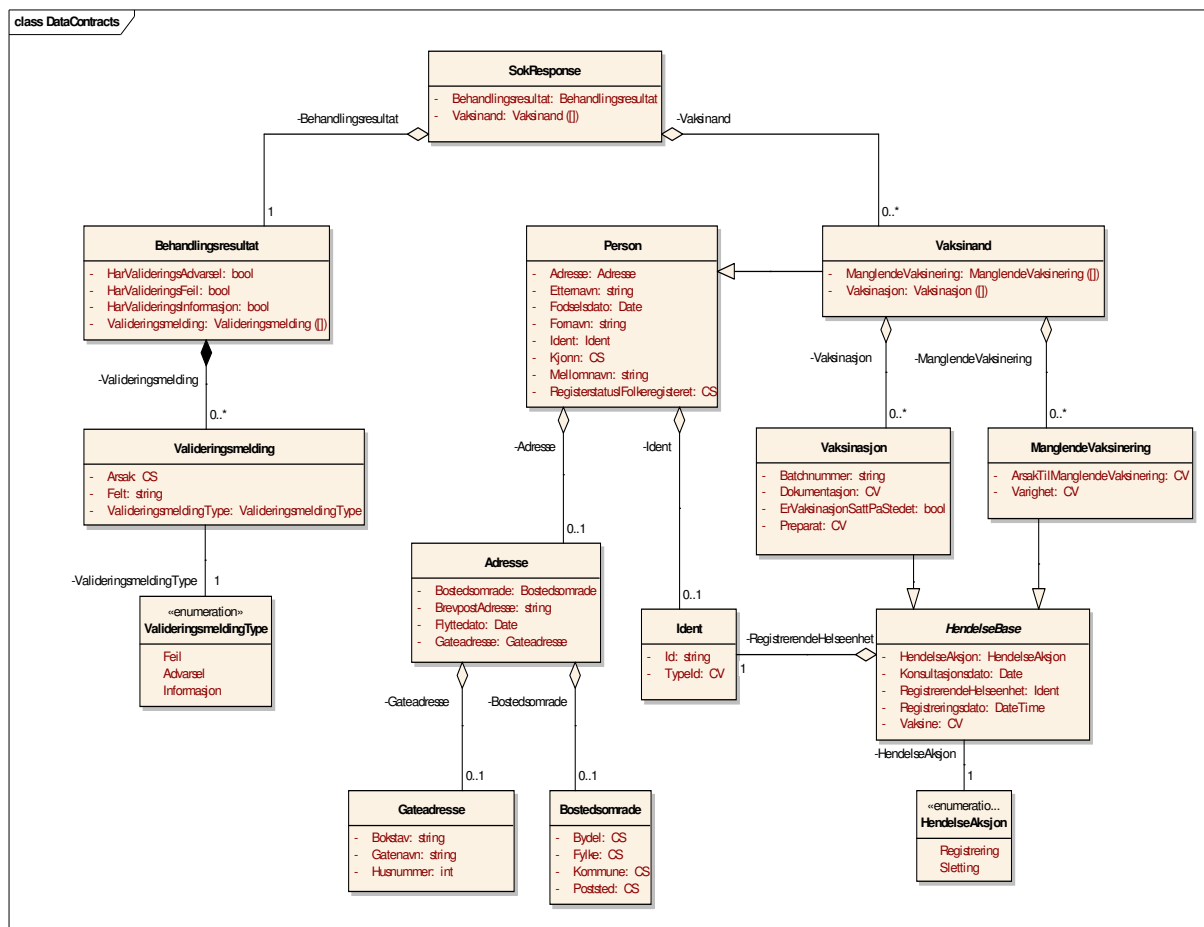 class DataContracts
SokResponse
- Behandlingsresultat: Behandlingsresultat
- Vaksinand: Vaksinand ([])
-Behandlingsresultat
-Vaksinand
1
0..*
Behandlingsresultat
- HarValideringsAdvarsel: bool
- HarValideringsFeil: bool
- HarValideringsInformasjon: bool
- Valideringsmelding: Valideringsmelding ([])
Person
- Adresse: Adresse
- Etternavn: string
- Fodselsdato: Date
- Fornavn: string
- Ident: Ident
- Kjonn: CS
- Mellomnavn: string
- RegisterstatusIFolkeregisteret: CS
Vaksinand
- ManglendeVaksinering: ManglendeVaksinering ([])
- Vaksinasjon: Vaksinasjon ([])
-Valideringsmelding
0..*
-Vaksinasjon
-ManglendeVaksinering
0..*
0..*
Valideringsmelding
- Arsak: CS
- Felt: string
- ValideringsmeldingType: ValideringsmeldingType
-Adresse
-Ident
0..1
0..1
Vaksinasjon
- Batchnummer: string
- Dokumentasjon: CV
- ErVaksinasjonSattPaStedet: bool
- Preparat: CV
ManglendeVaksinering
- ArsakTilManglendeVaksinering: CV
- Varighet: CV
-ValideringsmeldingType
1
«enumeration»
ValideringsmeldingType
Feil
Advarsel
Informasjon
Adresse
- Bostedsomrade: Bostedsomrade
- BrevpostAdresse: string
- Flyttedato: Date
- Gateadresse: Gateadresse
Ident
- Id: string
- TypeId: CV
-RegistrerendeHelseenhet
1
HendelseBase
- HendelseAksjon: HendelseAksjon
- Konsultasjonsdato: Date
- RegistrerendeHelseenhet: Ident
- Registreringsdato: DateTime
- Vaksine: CV
-Gateadresse
-Bostedsomrade
0..1
0..1
-HendelseAksjon
1
Gateadresse
- Bokstav: string
- Gatenavn: string
- Husnummer: int
Bostedsomrade
- Bydel: CS
- Fylke: CS
- Kommune: CS
- Poststed: CS
«enumeratio...
HendelseAksjon
Registrering
Sletting